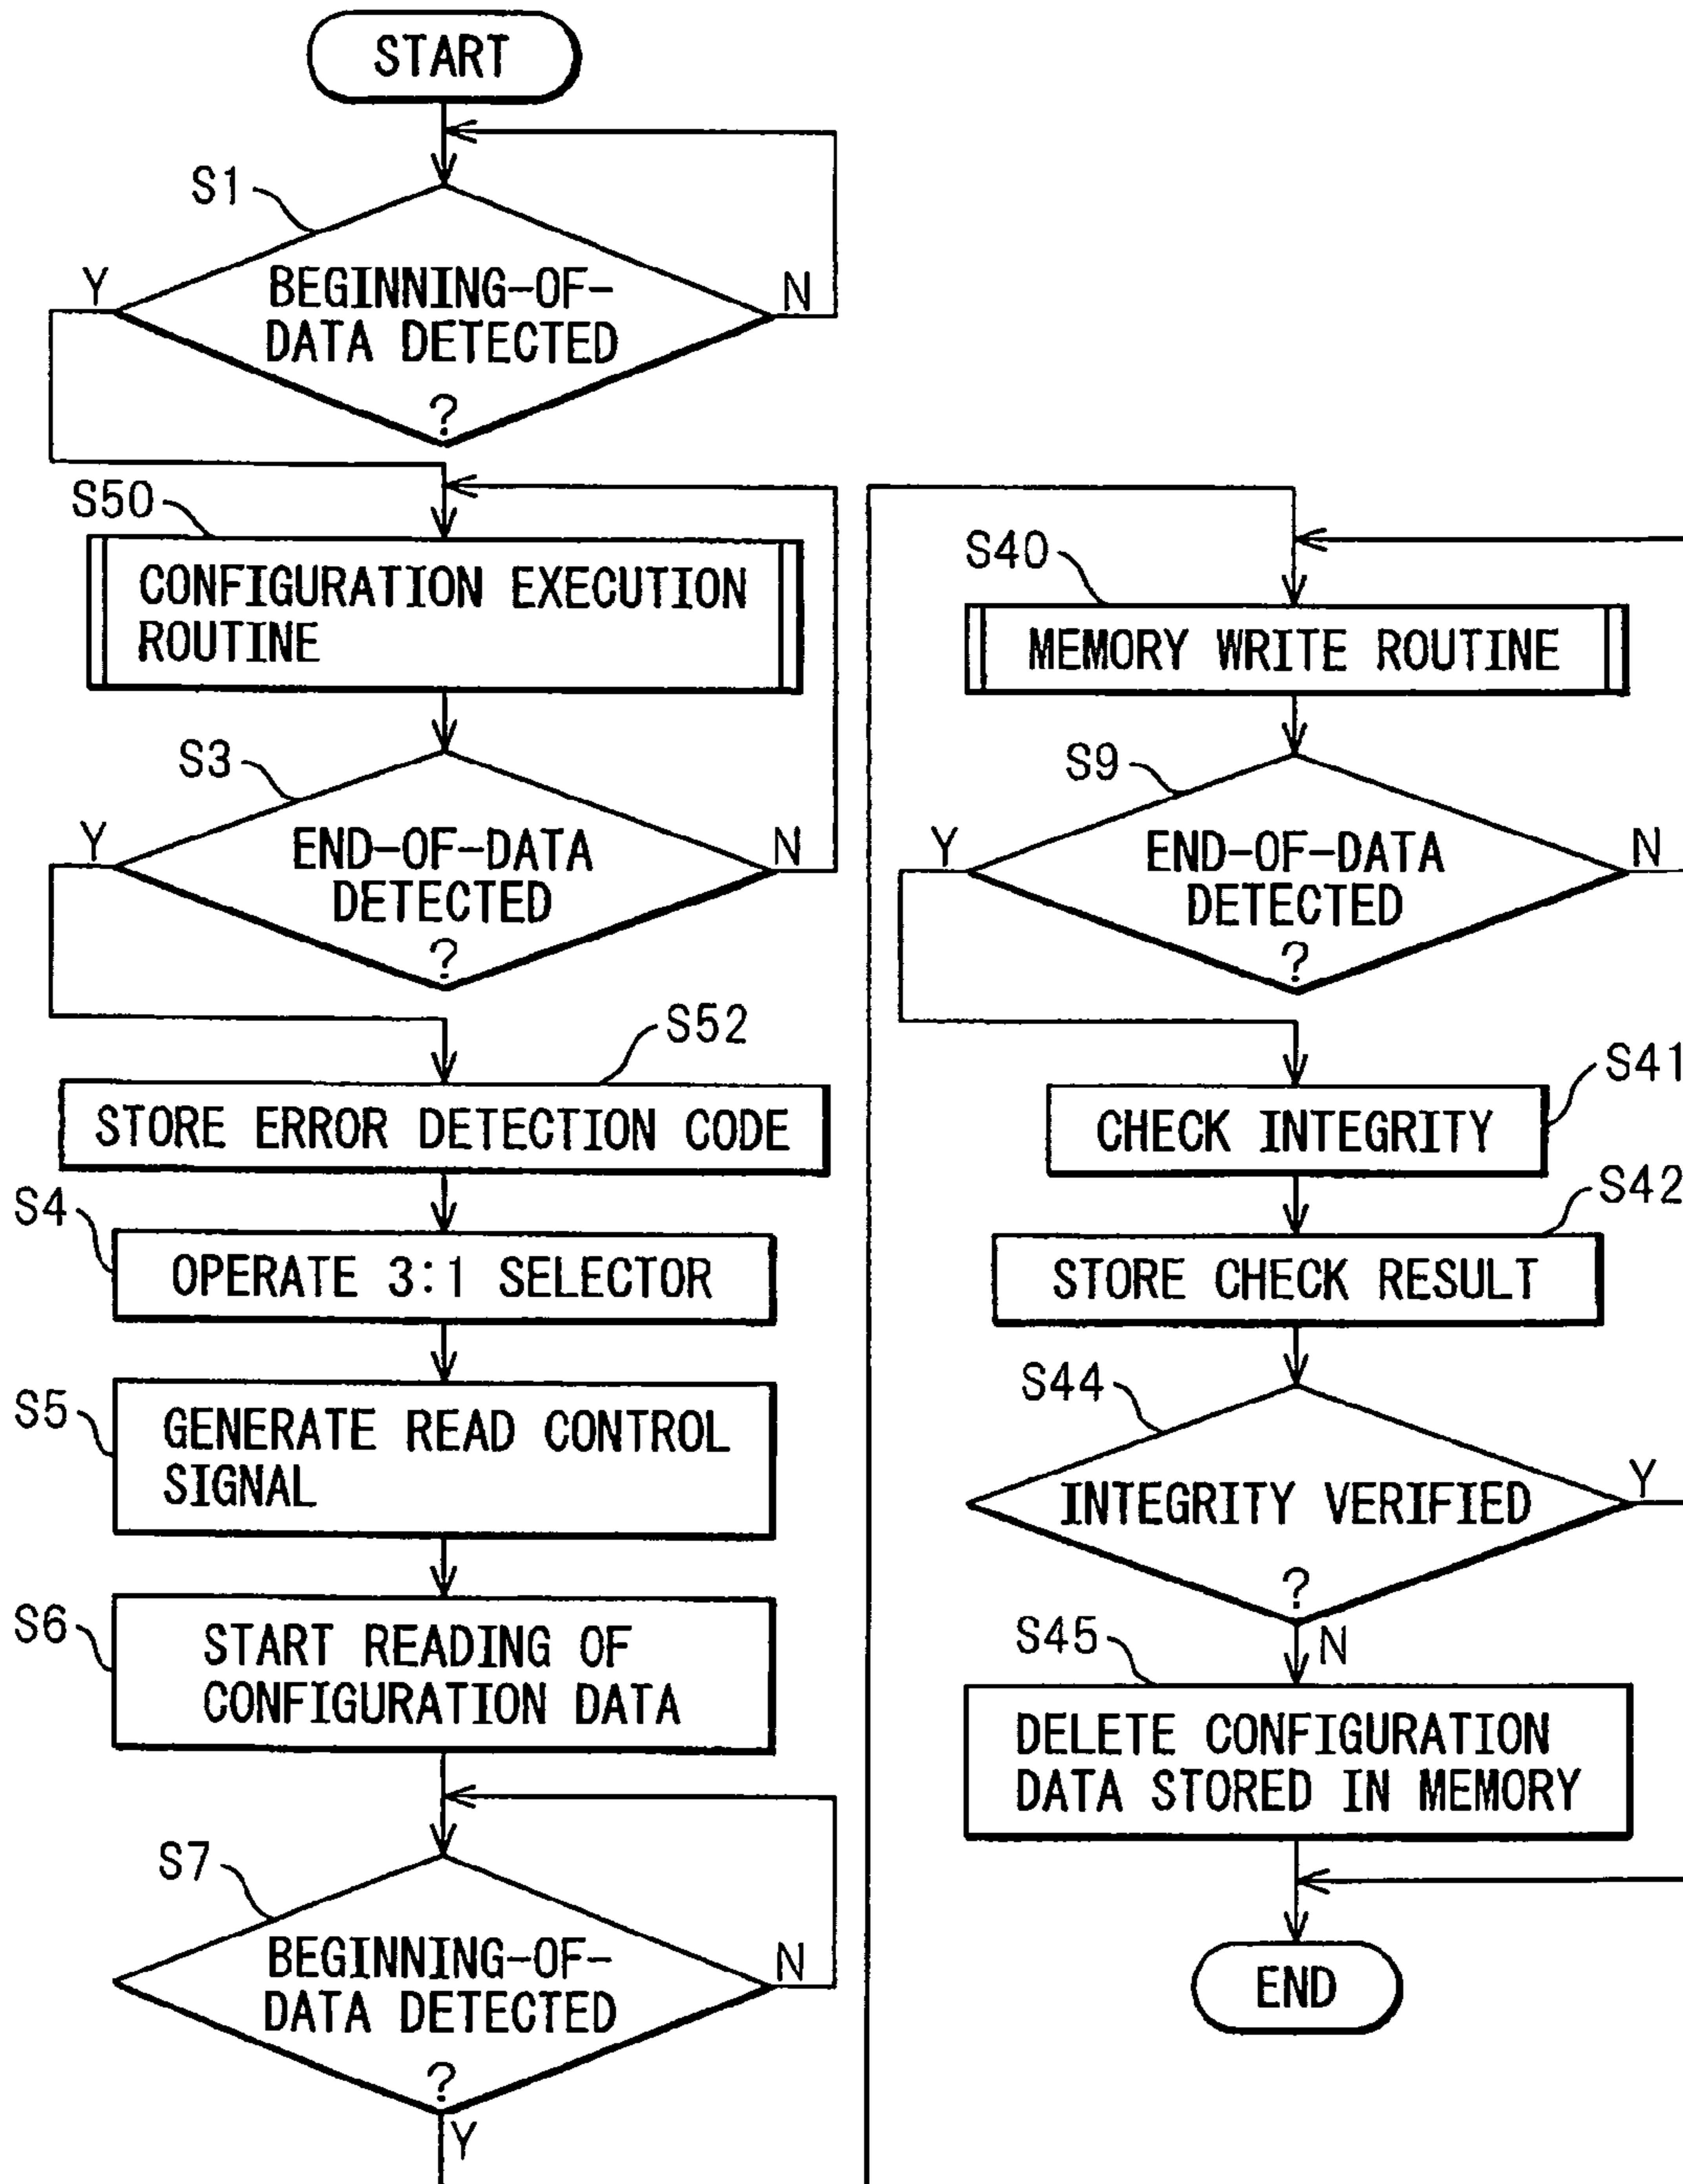 START
S1
Y
BEGINNING-OF-
N
DATA DETECTED
?
S50
CONFIGURATION EXECUTION
ROUTINE
S3
Y
END-OF-DATA
N
DETECTED
?
S52
STORE ERROR DETECTION CODE
S4
OPERATE 3:1 SELECTOR
S5
GENERATE READ CONTROL
SIGNAL
S6
START READING OF
CONFIGURATION DATA
S7
BEGINNING-OF-
N
DATA DETECTED
?
Y
S40
MEMORY WRITE ROUTINE
S9
Y
END-OF-DATA
N
DETECTED
?
S41
CHECK INTEGRITY
S42
STORE CHECK RESULT
S44
Y
INTEGRITY VERIFIED
?
N
S45
DELETE CONFIGURATION
DATA STORED IN MEMORY
END